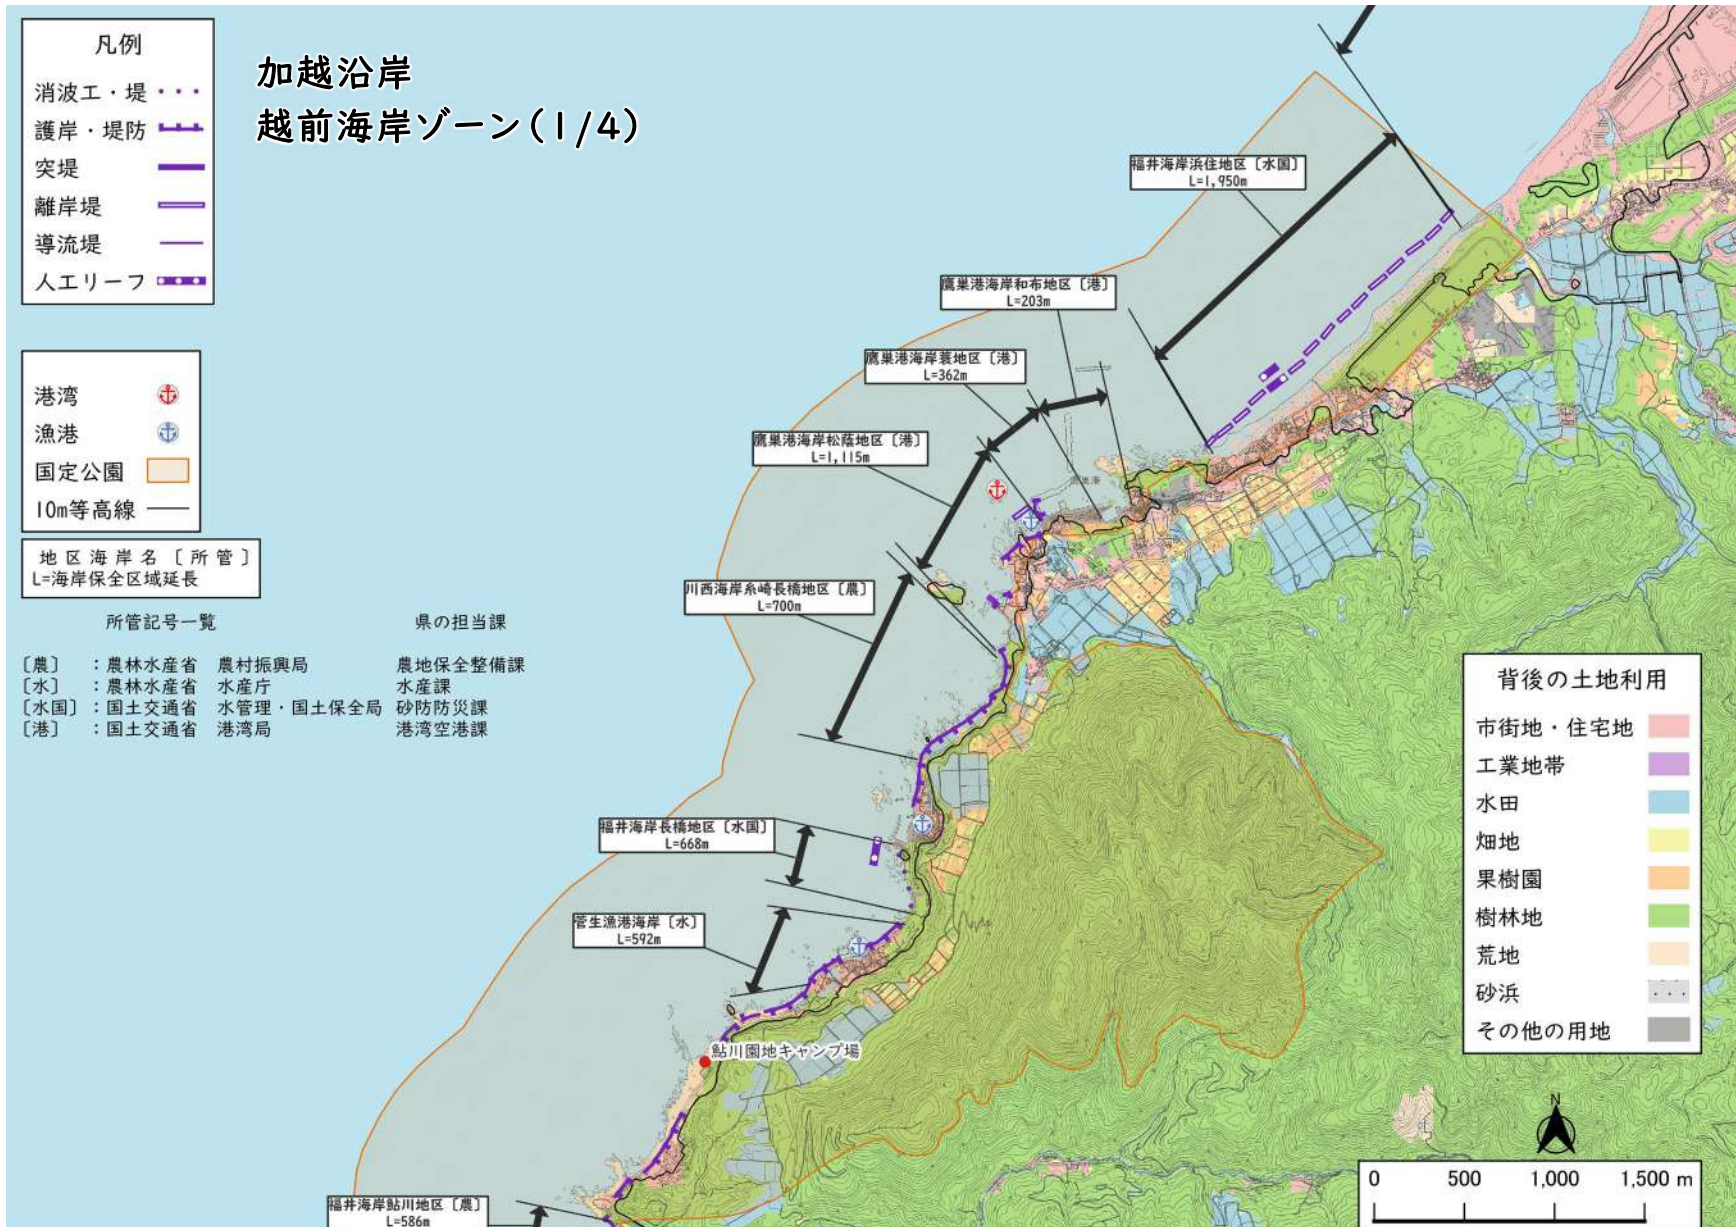 凡例
消波工・堤
護岸・堤防
突堤
離岸堤
導流堤
人工リーフ
加越沿岸
越前海岸ゾーン(1/4)
港湾
漁港
国定公園
10m等高線
地区海岸名〔所管〕
L=海岸保全区域延長
所管記号一覧 県の担当課
〔農〕 :農林水産省 農村振興局 農地保全整備課
〔水〕 :農林水産省 水産庁 水産課
〔水国〕:国土交通省 水管理・国土保全局 砂防防災課
〔港〕 :国土交通省 港湾局 港湾空港課
福井海岸浜住地区〔水国〕
L=1,950m
鷹巣港海岸和布地区〔港〕
L=203m
鷹巣港海岸蓑地区〔港〕
L=362m
鷹巣港海岸松蔭地区〔港〕
L=1,115m
川西海岸糸崎長橋地区〔農〕
L=700m
福井海岸長橋地区〔水国〕
L=668m
菅生漁港海岸〔水〕
L=592m
鮎川園地キャンプ場
福井海岸鮎川地区〔農〕
L=586m
背後の土地利用
市街地・住宅地
工業地帯
水田
畑地
果樹園
樹林地
荒地
砂浜
その他の用地
N
0 500 1,000 1,500 m